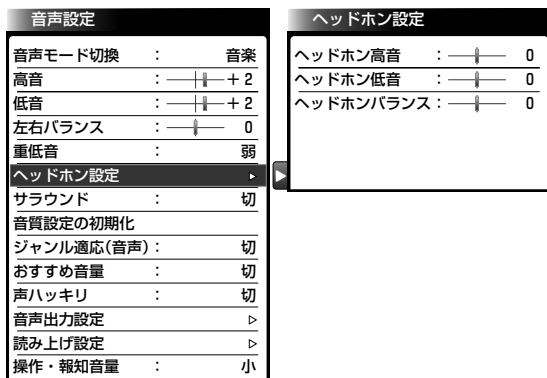 音声設定
音声モード切換 : 音楽
高音 : +2
低音 : +2
左右バランス : 0
重低音 : 弱
ヘッドホン設定
サラウンド : 切
音質設定の初期化
ジャンル適応(音声) : 切
おすすめ音量 : 切
声ハッキリ : 切
音声出力設定
読み上げ設定
操作・報知音量 : 小
ヘッドホン設定
ヘッドホン高音 : 0
ヘッドホン低音 : 0
ヘッドホンバランス : 0